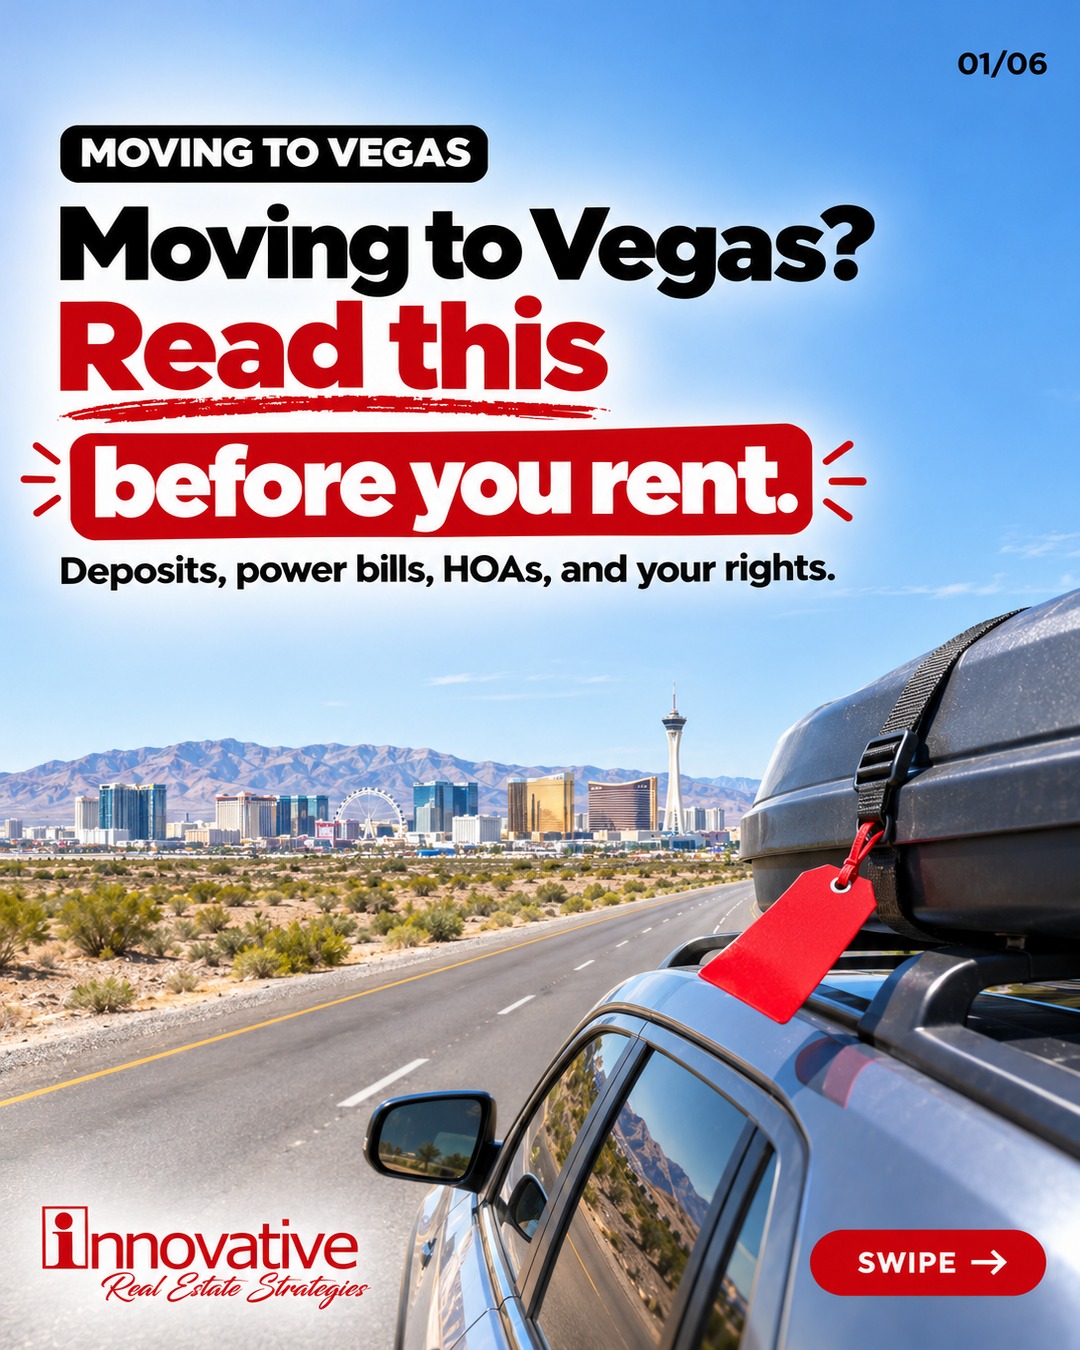 01/06
MOVING TO VEGAS
Moving to Vegas?
Read this
before you rent.
Deposits, power bills, HOAs, and your rights.
innovative
Real Estate Strategies
SWIPE →